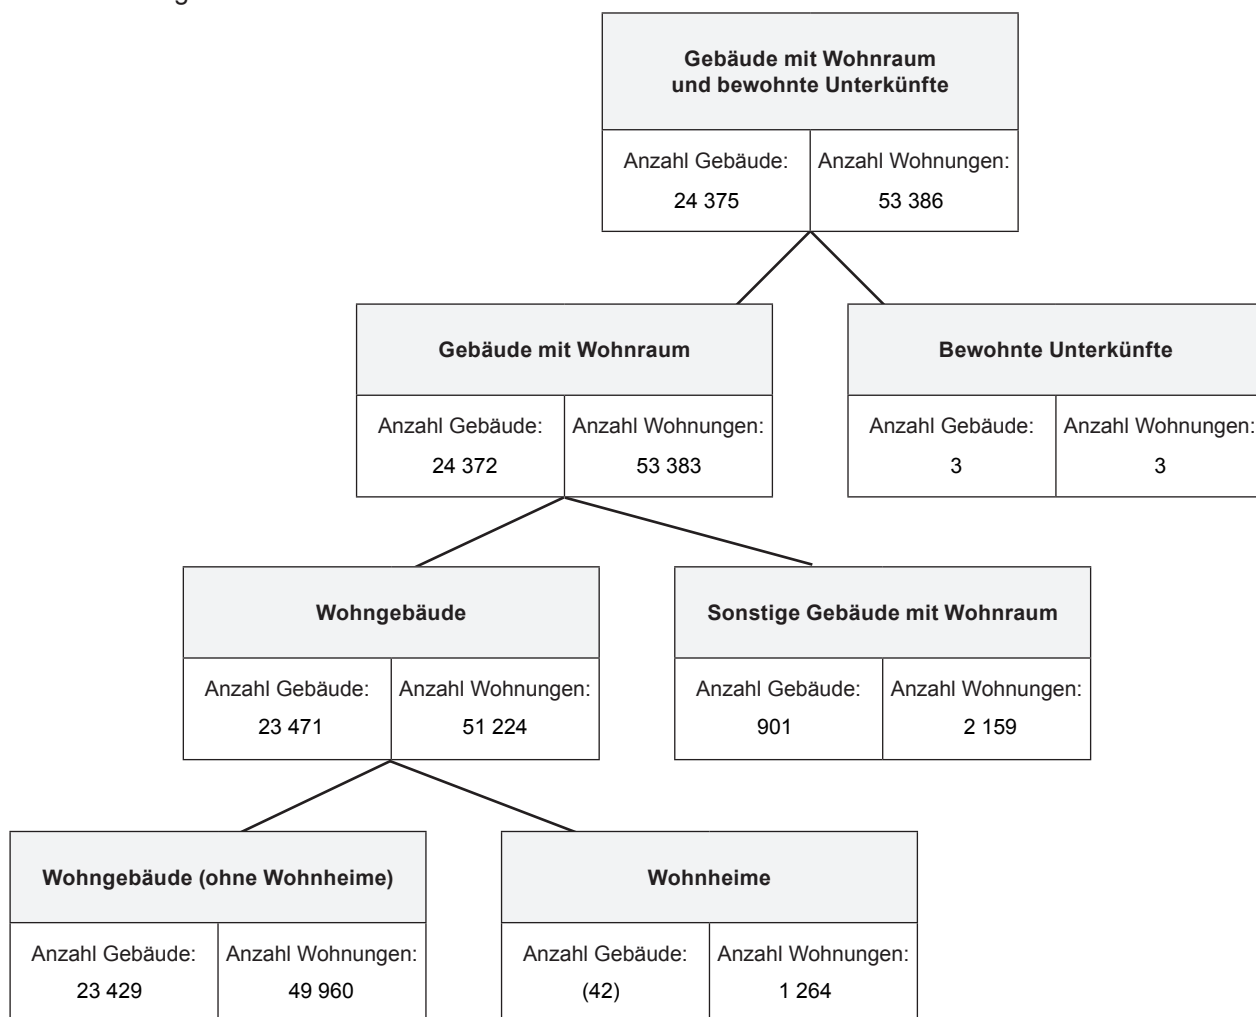 Gebäude mit Wohnraum
und bewohnte Unterkünfte
Anzahl Gebäude: Anzahl Wohnungen:
24 375 53 386
Gebäude mit Wohnraum Bewohnte Unterkünfte
Anzahl Gebäude: Anzahl Wohnungen: Anzahl Gebäude: Anzahl Wohnungen:
24 372 53 383 3 3
Wohngebäude Sonstige Gebäude mit Wohnraum
Anzahl Gebäude: Anzahl Wohnungen: Anzahl Gebäude: Anzahl Wohnungen:
23 471 51 224 901 2 159
Wohngebäude (ohne Wohnheime) Wohnheime
Anzahl Gebäude: Anzahl Wohnungen: Anzahl Gebäude: Anzahl Wohnungen:
23 429 49 960 (42) 1 264